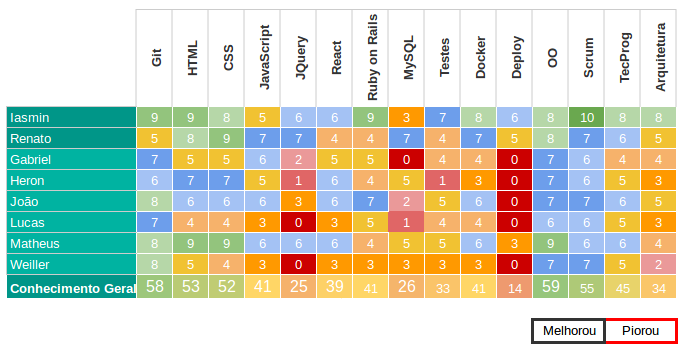 Git HTML CSS JavaScript JQuery React Ruby on Rails MySQL Testes Docker Deploy OO Scrum TecProg Arquitetura
Iasmin 9 9 8 5 6 6 9 3 7 8 6 8 10 8 8
Renato 5 8 9 7 7 4 4 7 4 7 5 8 7 6 5
Gabriel 7 5 5 6 2 5 5 0 4 4 0 7 6 4 4
Heron 6 7 7 5 1 6 4 5 1 3 0 7 6 5 3
João 8 6 6 6 3 6 7 2 5 6 0 7 7 6 5
Lucas 7 4 4 3 0 3 5 1 4 4 0 6 6 5 3
Matheus 8 9 9 6 6 6 4 5 5 6 3 9 6 6 4
Weiller 8 5 4 3 0 3 3 3 3 3 0 7 7 5 2
Conhecimento Geral 58 53 52 41 25 39 41 26 33 41 14 59 55 45 34
Melhorou Piorou